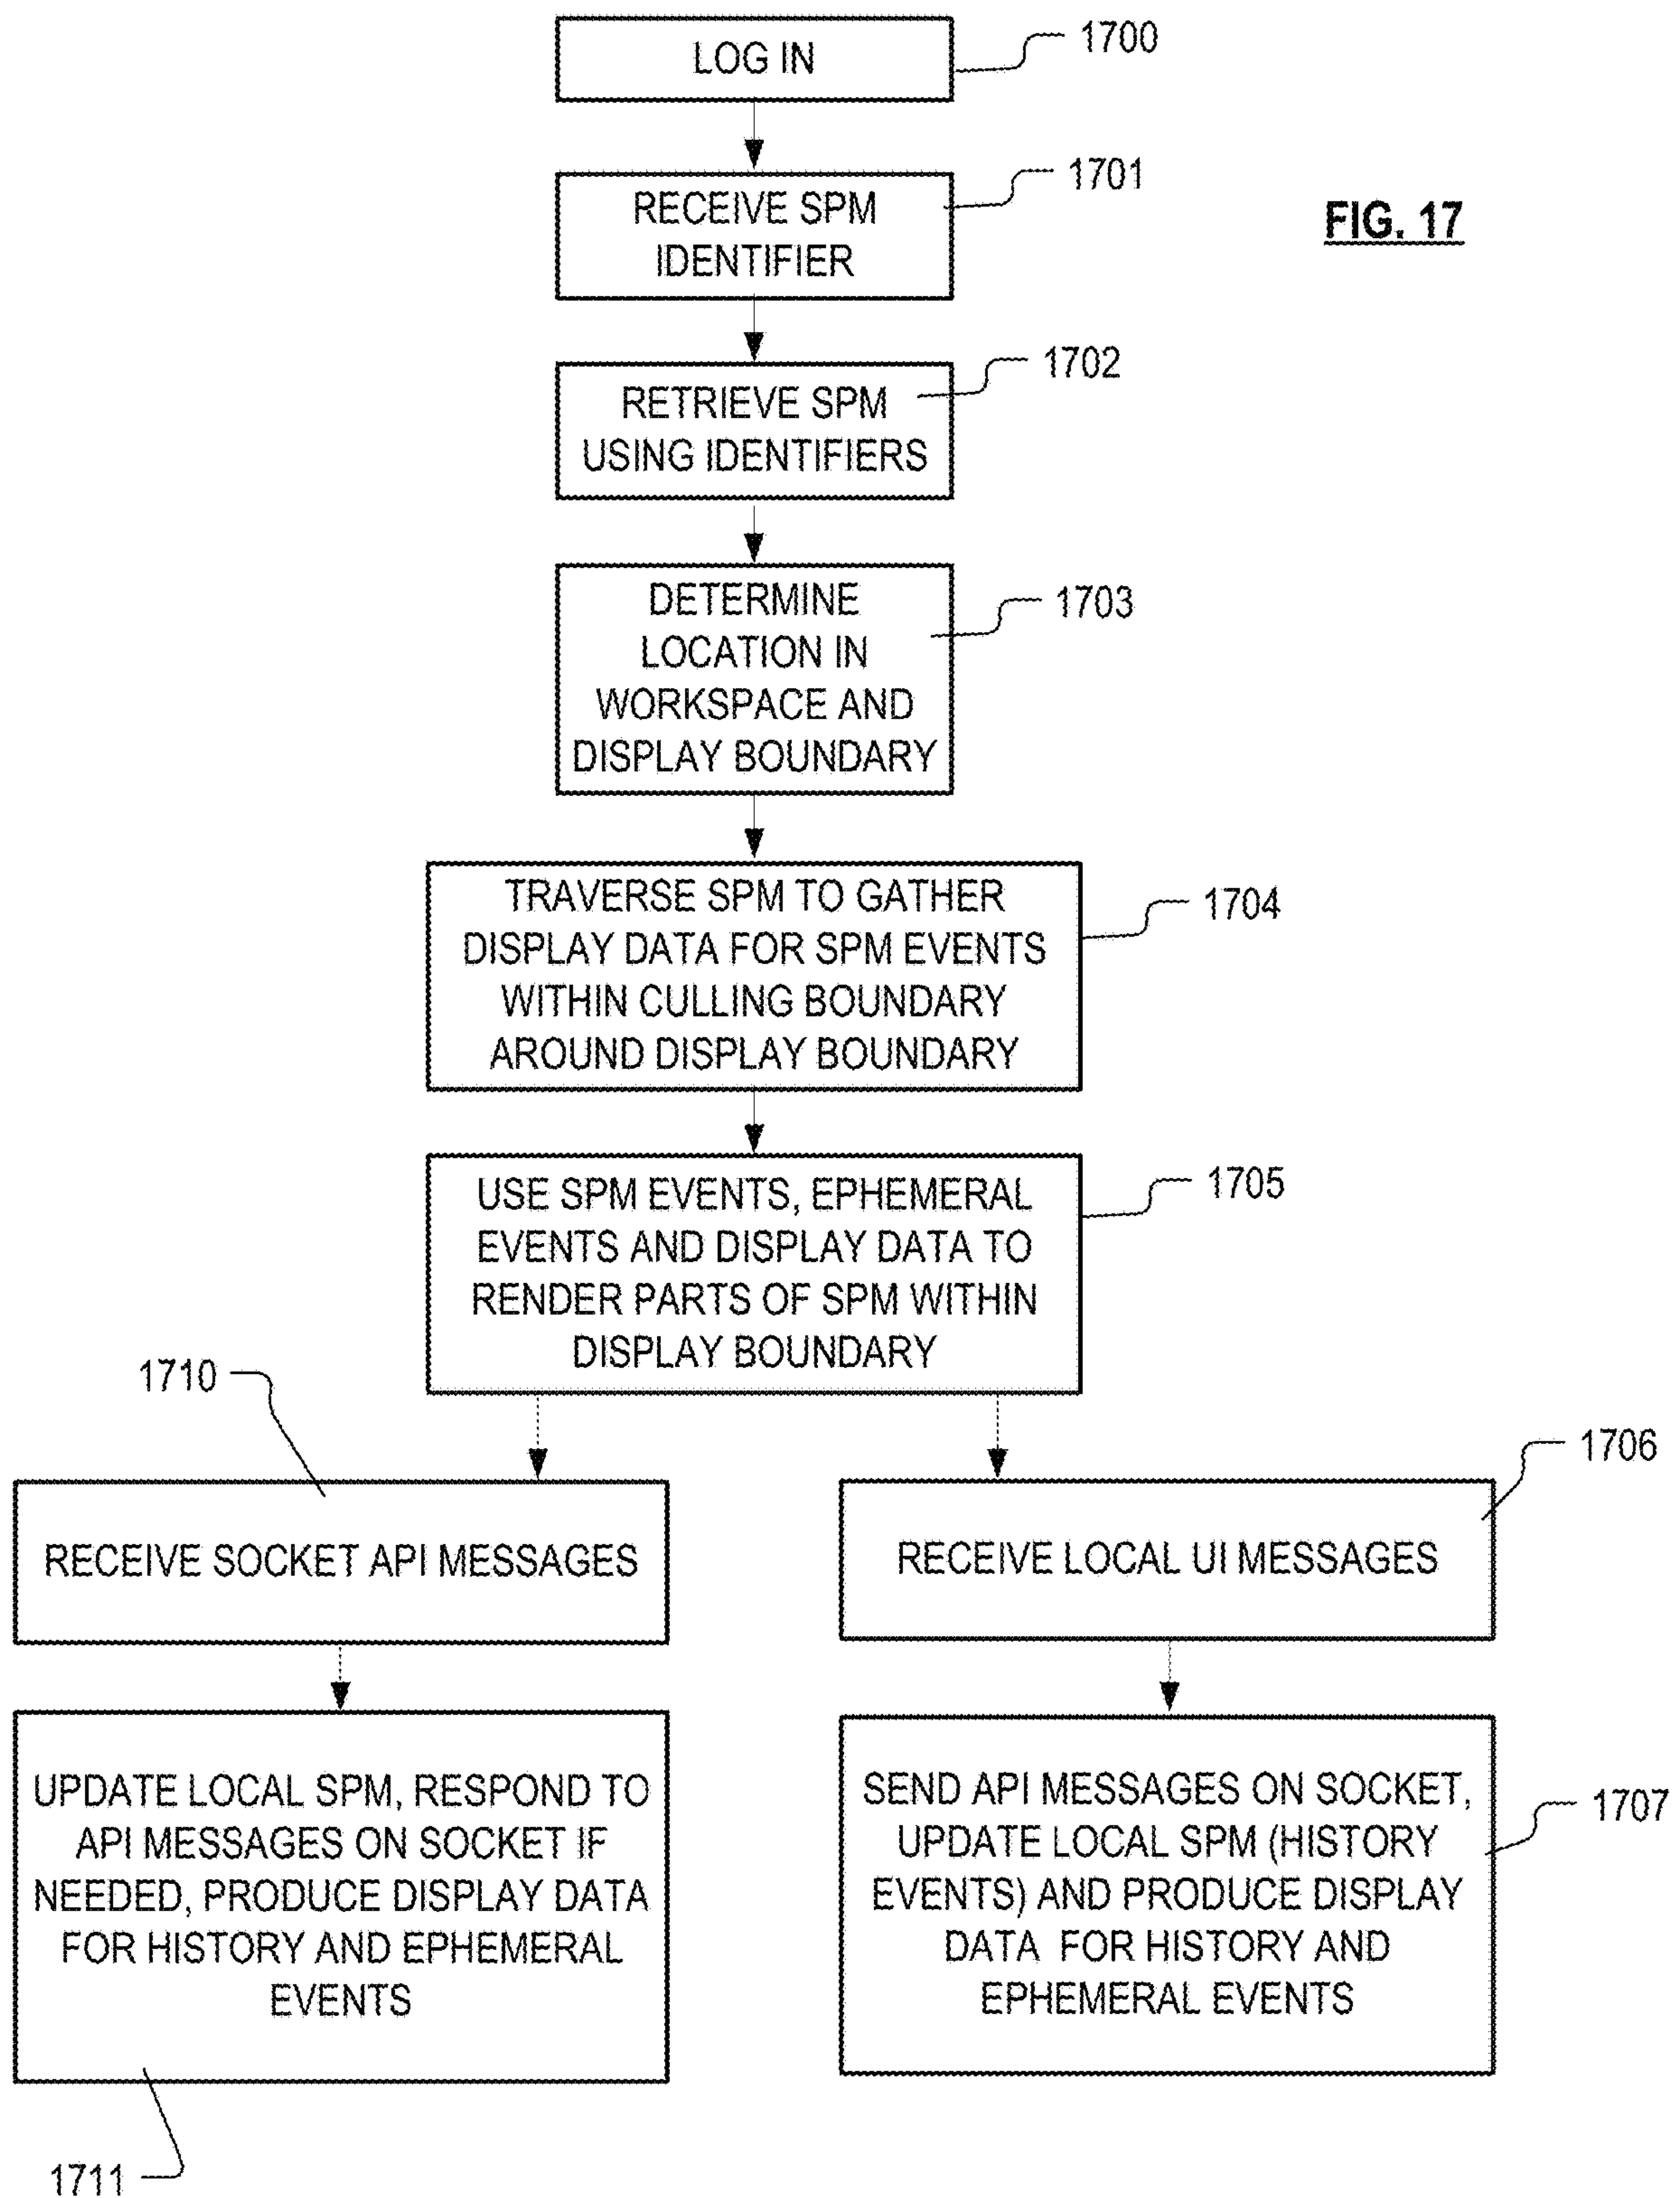 LOG IN
1700
RECEIVE SPM
IDENTIFIER
1701
FIG. 17
RETRIEVE SPM
USING IDENTIFIERS
1702
DETERMINE
LOCATION IN
WORKSPACE AND
DISPLAY BOUNDARY
1703
TRAVERSE SPM TO GATHER
DISPLAY DATA FOR SPM EVENTS
WITHIN CULLING BOUNDARY
AROUND DISPLAY BOUNDARY
1704
USE SPM EVENTS, EPHEMERAL
EVENTS AND DISPLAY DATA TO
RENDER PARTS OF SPM WITHIN
DISPLAY BOUNDARY
1705
1710
RECEIVE SOCKET API MESSAGES
1706
RECEIVE LOCAL UI MESSAGES
UPDATE LOCAL SPM, RESPOND TO
API MESSAGES ON SOCKET IF
NEEDED, PRODUCE DISPLAY DATA
FOR HISTORY AND EPHEMERAL
EVENTS
1711
SEND API MESSAGES ON SOCKET,
UPDATE LOCAL SPM (HISTORY
EVENTS) AND PRODUCE DISPLAY
DATA FOR HISTORY AND
EPHEMERAL EVENTS
1707